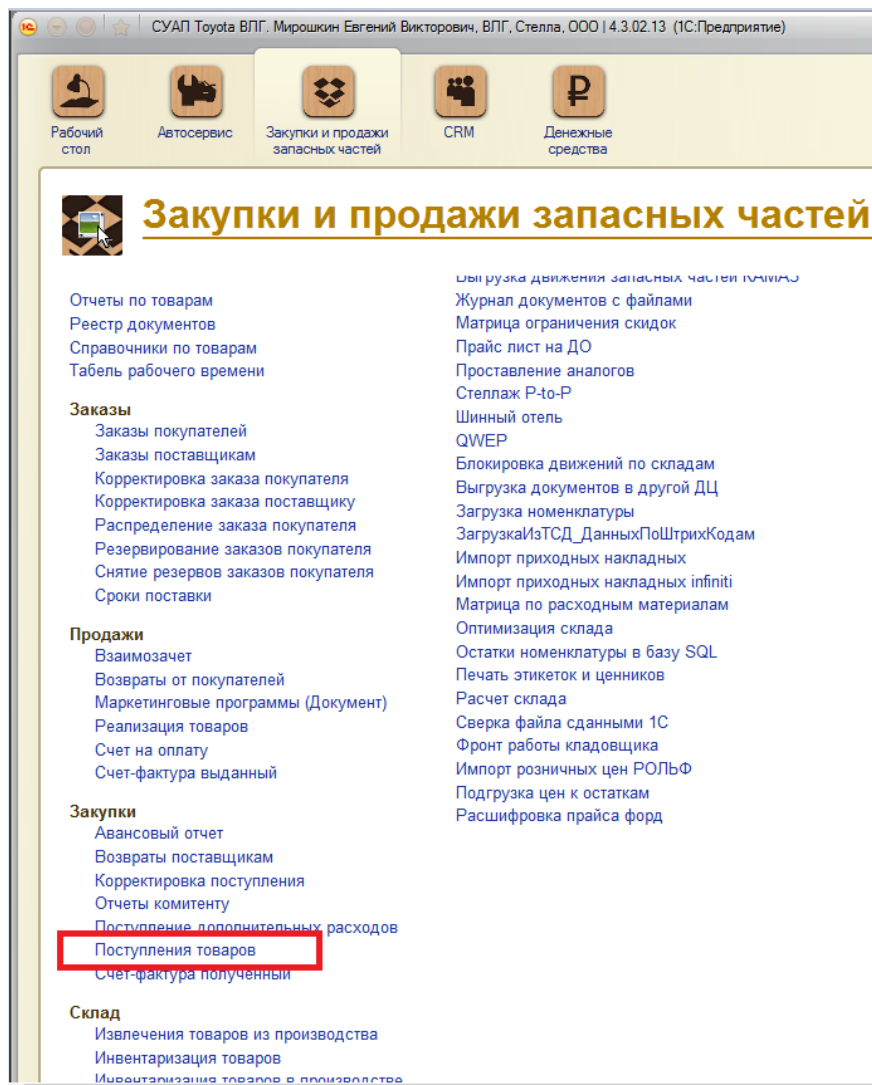 СУАП Toyota ВЛГ. Мирошкин Евгений Викторович, ВЛГ, Стелла, ООО | 4.3.02.13 (1С:Предприятие)
Рабочий
стол
Автосервис
Закупки и продажи
запасных частей
CRM
Денежные
средства
Закупки и продажи запасных частей
Отчеты по товарам
Реестр документов
Справочники по товарам
Табель рабочего времени
Заказы
Заказы покупателей
Заказы поставщикам
Корректировка заказа покупателя
Корректировка заказа поставщику
Распределение заказа покупателя
Резервирование заказов покупателя
Снятие резервов заказов покупателя
Сроки поставки
Продажи
Взаимозачет
Возвраты от покупателей
Маркетинговые программы (Документ)
Реализация товаров
Счет на оплату
Счет-фактура выданный
Закупки
Авансовый отчет
Возвраты поставщикам
Корректировка поступления
Отчеты комитенту
Поступление дополнительных расходов
Поступления товаров
Счет-фактура полученный
Склад
Извлечения товаров из производства
Инвентаризация товаров
Инвентаризация товаров в производстве
Выгрузка движения запасных частей КАМАЗ
Журнал документов с файлами
Матрица ограничения скидок
Прайс лист на ДО
Проставление аналогов
Стеллаж P-to-P
Шинный отель
QWEP
Блокировка движений по складам
Выгрузка документов в другой ДЦ
Загрузка номенклатуры
ЗагрузкаИзТСД_ДанныхПоШтрихКодам
Импорт приходных накладных
Импорт приходных накладных infiniti
Матрица по расходным материалам
Оптимизация склада
Остатки номенклатуры в базу SQL
Печать этикеток и ценников
Расчет склада
Сверка файла сданными 1С
Фронт работы кладовщика
Импорт розничных цен РОЛЬФ
Подгрузка цен к остаткам
Расшифровка прайса форд